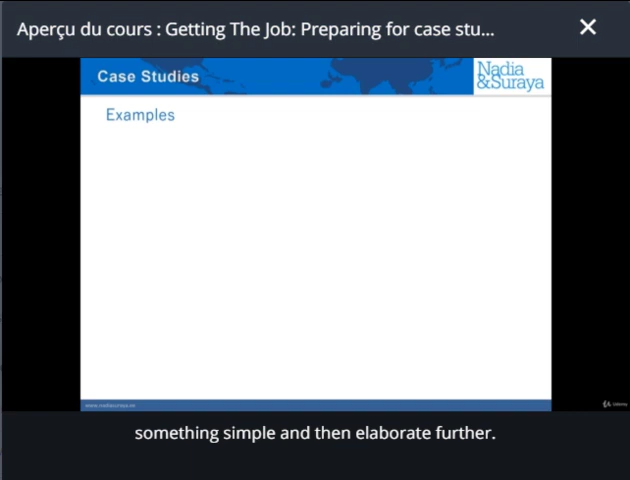 Aperçu du cours : Getting The Job: Preparing for case stu...
Case Studies
Nadia
&Suraya
Examples
something simple and then elaborate further.